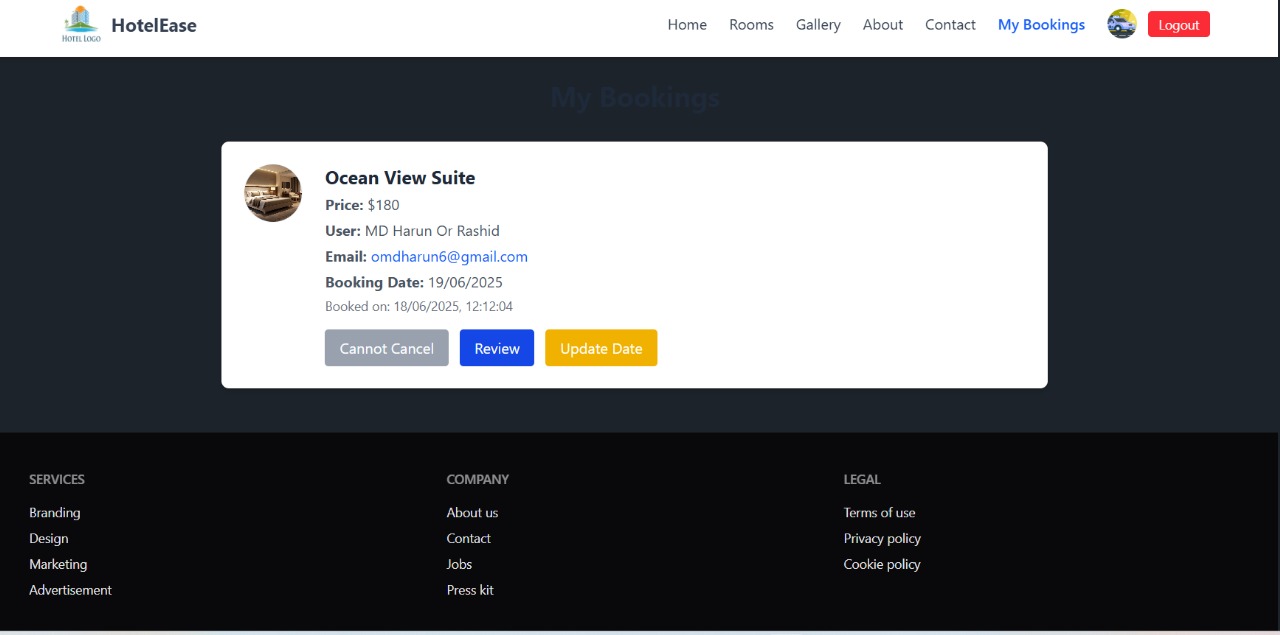 HOTEL LOGO
HotelEase
Home Rooms Gallery About Contact My Bookings Logout
My Bookings
Ocean View Suite
Price: $180
User: MD Harun Or Rashid
Email: omdharun6@gmail.com
Booking Date: 19/06/2025
Booked on: 18/06/2025, 12:12:04
Cannot Cancel Review Update Date
SERVICES
Branding
Design
Marketing
Advertisement
COMPANY
About us
Contact
Jobs
Press kit
LEGAL
Terms of use
Privacy policy
Cookie policy